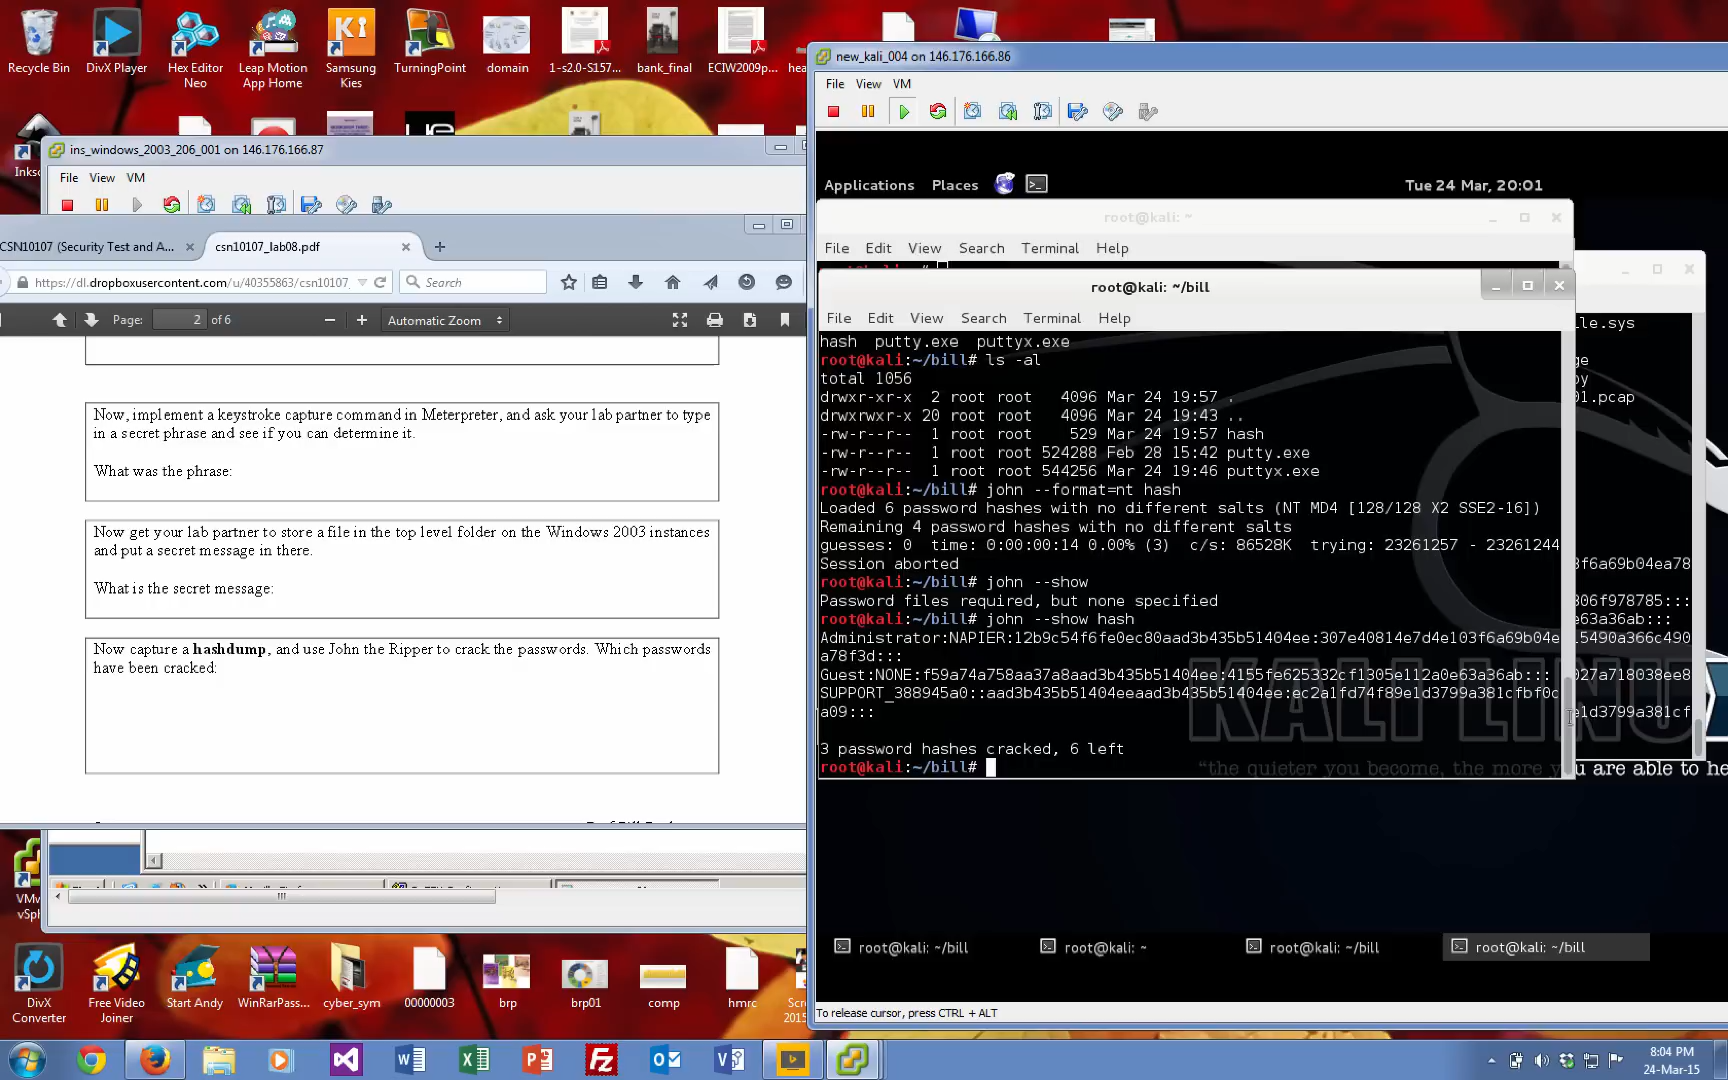 Recycle Bin
DivX Player
Hex Editor
Neo
Leap Motion
App Home
Samsung
Kies
TurningPoint
domain
1-s2.0-S157...
bank_final
ECIW2009p...
ins_windows_2003_206_001 on 146.176.166.87
File View VM
CSN10107 (Security Test and A...
csn10107_lab08.pdf
https://dl.dropboxusercontent.com/u/40355863/csn10107_
Search
Page: 2 of 6
Automatic Zoom
Now, implement a keystroke capture command in Meterpreter, and ask your lab partner to type
in a secret phrase and see if you can determine it.
What was the phrase:
Now get your lab partner to store a file in the top level folder on the Windows 2003 instances
and put a secret message in there.
What is the secret message:
Now capture a hashdump, and use John the Ripper to crack the passwords. Which passwords
have been cracked:
new_kali_004 on 146.176.166.86
File View VM
Applications Places
Tue 24 Mar, 20:01
root@kali: ~
File Edit View Search Terminal Help
root@kali: ~/bill
File Edit View Search Terminal Help
hash putty.exe puttyx.exe
root@kali:~/bill# ls -al
total 1056
drwxr-xr-x 2 root root 4096 Mar 24 19:57 .
drwxrwxr-x 20 root root 4096 Mar 24 19:43 ..
-rw-r--r-- 1 root root 529 Mar 24 19:57 hash
-rw-r--r-- 1 root root 524288 Feb 28 15:42 putty.exe
-rw-r--r-- 1 root root 544256 Mar 24 19:46 puttyx.exe
root@kali:~/bill# john --format=nt hash
Loaded 6 password hashes with no different salts (NT MD4 [128/128 X2 SSE2-16])
Remaining 4 password hashes with no different salts
guesses: 0 time: 0:00:00:14 0.00% (3) c/s: 86528K trying: 23261257 - 23261244
Session aborted
root@kali:~/bill# john --show
Password files required, but none specified
root@kali:~/bill# john --show hash
Administrator:NAPIER:12b9c54f6fe0ec80aad3b435b51404ee:307e40814e7d4e103f6a69b04e
a78f3d:::
Guest:NONE:f59a74a758aa37a8aad3b435b51404ee:4155fe625332cf1305e112a0e63a36ab:::
SUPPORT_388945a0::aad3b435b51404eeaad3b435b51404ee:ec2a1fd74f89e1d3799a381cfbf0c
a09:::
3 password hashes cracked, 6 left
root@kali:~/bill#
01.pcap
3f6a69b04ea78
306f978785:::
e63a36ab:::
15490a366c490
027a718038ee8
e1d3799a381cf
KALI LINU
"the quieter you become, the more you are able to he
root@kali: ~/bill
root@kali: ~
root@kali: ~/bill
root@kali: ~/bill
To release cursor, press CTRL + ALT
DivX
Converter
Free Video
Joiner
Start Andy
WinRarPass...
cyber_sym
00000003
brp
brp01
comp
hmrc
8:04 PM
24-Mar-15